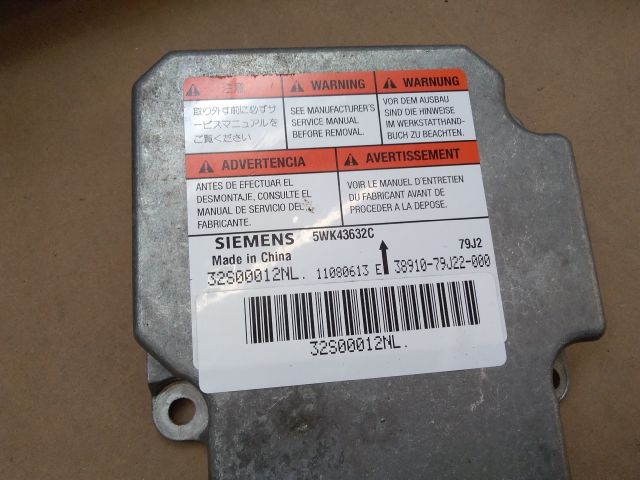 注意
取り外す前に必ずサ
ービスマニュアルを
ご覧ください
WARNING
SEE MANUFACTURER'S
SERVICE MANUAL
BEFORE REMOVAL.
WARNUNG
VOR DEM AUSBAU
SIND DIE HINWEISE
IM WERKSTATTHAND-
BUCH ZU BEACHTEN.
ADVERTENCIA
ANTES DE EFECTUAR EL
DESMONTAJE, CONSULTE EL
MANUAL DE SERVICIO DEL
FABRICANTE.
AVERTISSEMENT
VOIR LE MANUEL D'ENTRETIEN
DU FABRICANT AVANT DE
PROCEDER A LA DEPOSE.
SIEMENS 5WK43632C 79J2
Made in China
32S00012NL. 11080613 E 38910-79J22-000
32S00012NL.